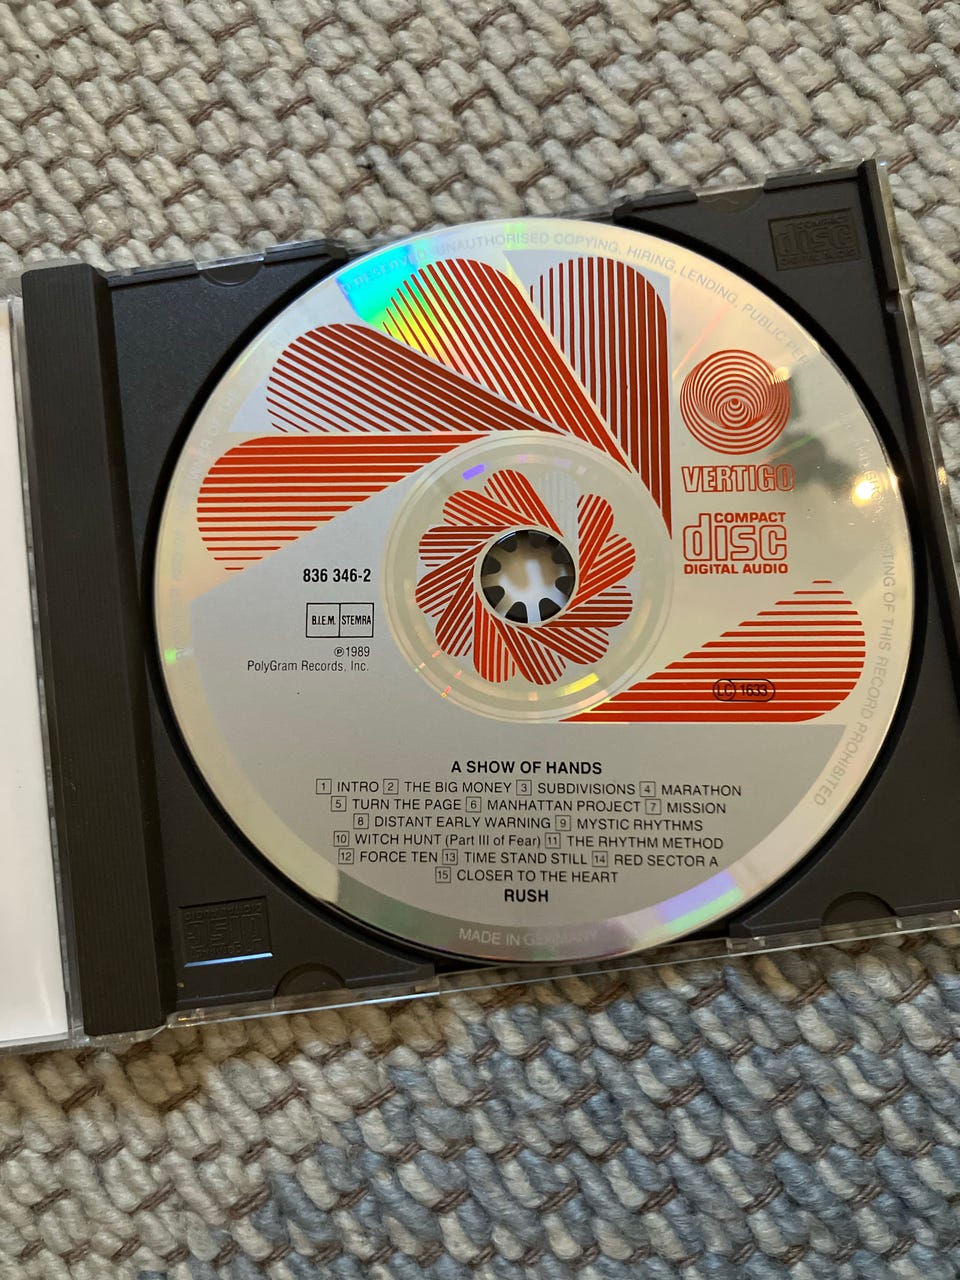 UNAUTHORISED COPYING, HIRING, LENDING, PUBLIC
COMPACT
disc
DIGITAL AUDIO
VERTIGO
COMPACT
disc
DIGITAL AUDIO
836 346-2
B.I.E.M. STEMRA
℗1989
PolyGram Records, Inc.
LC 1633
OF THIS RECORD PROHIBITED.
A SHOW OF HANDS
1 INTRO 2 THE BIG MONEY 3 SUBDIVISIONS 4 MARATHON
5 TURN THE PAGE 6 MANHATTAN PROJECT 7 MISSION
8 DISTANT EARLY WARNING 9 MYSTIC RHYTHMS
10 WITCH HUNT (Part III of Fear) 11 THE RHYTHM METHOD
12 FORCE TEN 13 TIME STAND STILL 14 RED SECTOR A
15 CLOSER TO THE HEART
RUSH
MADE IN GERMANY